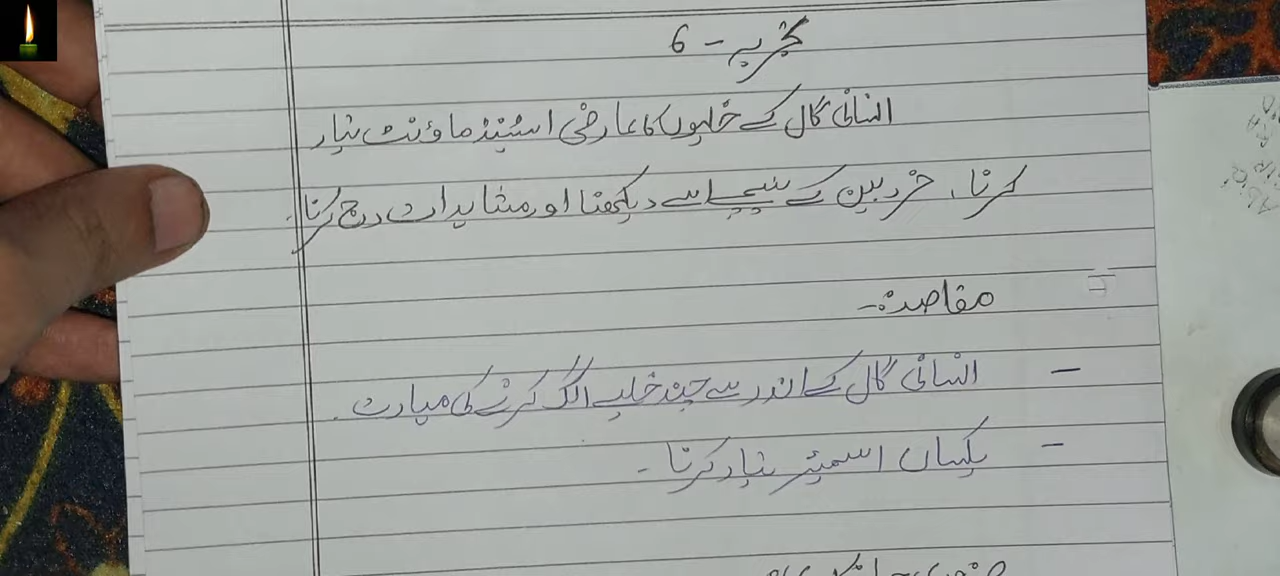 تجربہ - 6
انسانی گال کے خلیوں کا عارضی اسٹینڈ ماؤنٹ تیار
کرنا، خردبین کے نیچے اسے دیکھنا اور مشاہدات درج کرنا۔
مقاصد:-
- انسانی گال کے اندر سے چند خلیے الگ کرنے کی مہارت۔
- یکساں اسمیئر تیار کرنا۔